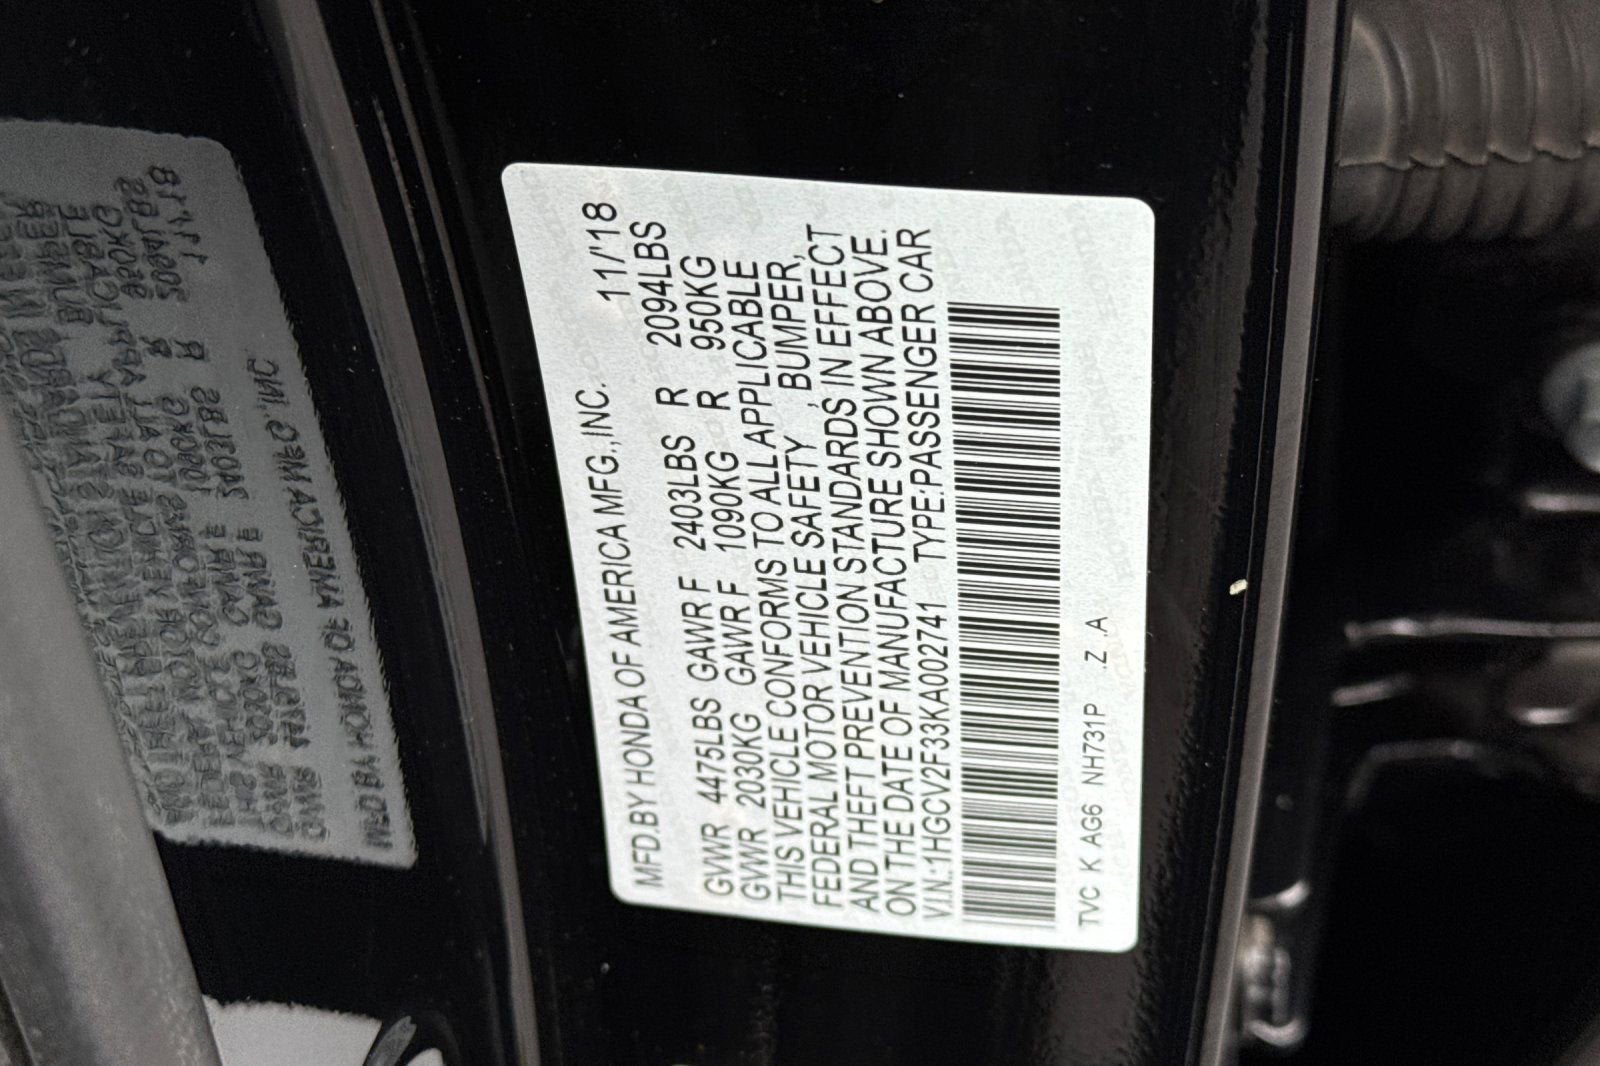 MFD.BY HONDA OF AMERICA MFG.,INC. 11/'18
GVWR 4475LBS GAWR F 2403LBS R 2094LBS
GVWR 2030KG GAWR F 1090KG R 950KG
THIS VEHICLE CONFORMS TO ALL APPLICABLE
FEDERAL MOTOR VEHICLE SAFETY , BUMPER,
AND THEFT PREVENTION STANDARDS IN EFFECT
ON THE DATE OF MANUFACTURE SHOWN ABOVE.
V.I.N.:1HGCV2F33KA002741 TYPE:PASSENGER CAR
TVC K AG6 NH731P Z .A